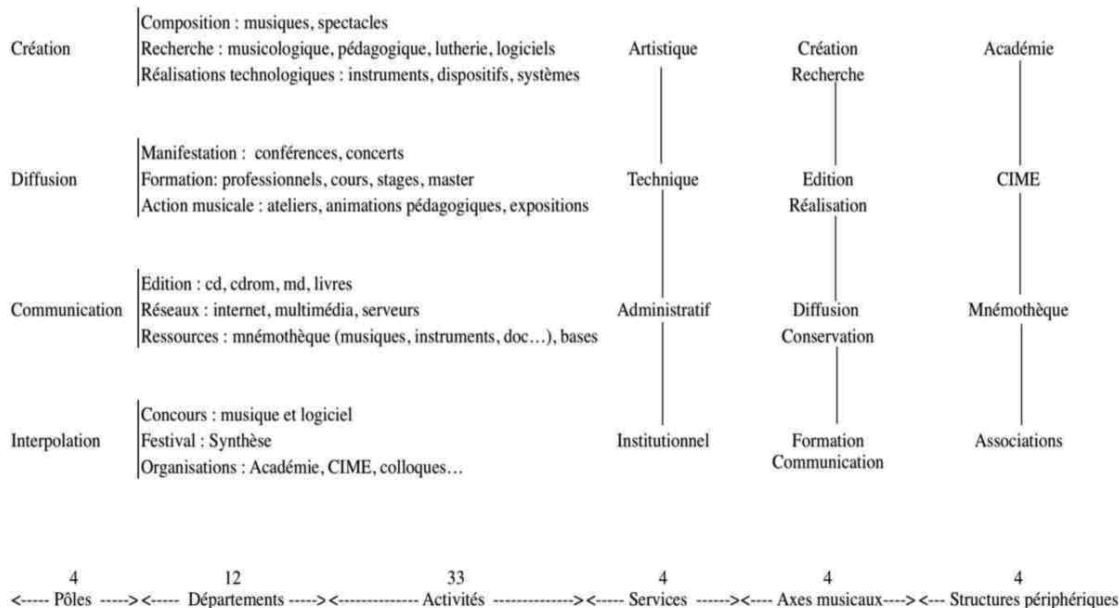 Composition : musiques, spectacles
Création
Recherche : musicologique, pédagogique, lutherie, logiciels
Artistique
Création
Académie
Réalisations technologiques : instruments, dispositifs, systèmes
Recherche
Manifestation : conférences, concerts
Diffusion
Formation: professionnels, cours, stages, master
Technique
Edition
CIME
Action musicale : ateliers, animations pédagogiques, expositions
Réalisation
Edition : cd, cdrom, md, livres
Communication
Réseaux : internet, multimédia, serveurs
Administratif
Diffusion
Mnémothèque
Ressources : mnémothèque (musiques, instruments, doc…), bases
Conservation
Concours : musique et logiciel
Interpolation
Festival : Synthèse
Institutionnel
Formation
Associations
Organisations : Académie, CIME, colloques…
Communication
4 12 33 4 4 4
<----- Pôles -----><----- Départements -----><------------- Activités -------------><----- Services -----><---- Axes musicaux----><--- Structures périphériques